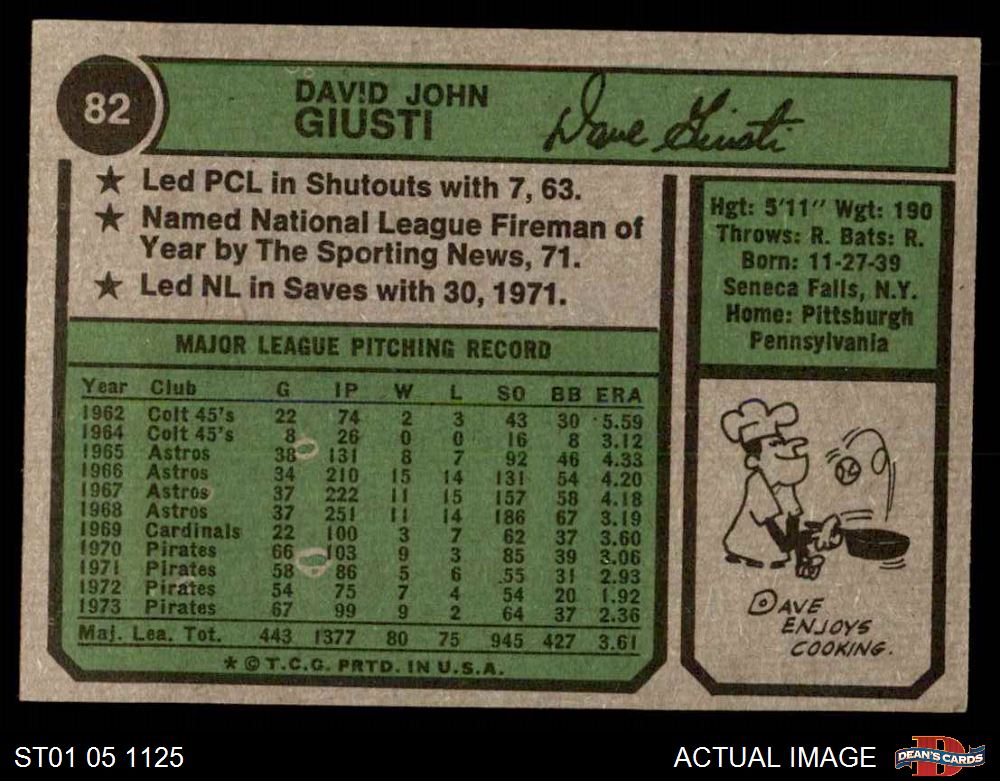 82
DAVID JOHN
GIUSTI
Dave Giusti
★ Led PCL in Shutouts with 7, 63.
★ Named National League Fireman of
Year by The Sporting News, 71.
★ Led NL in Saves with 30, 1971.
Hgt: 5'11" Wgt: 190
Throws: R. Bats: R.
Born: 11-27-39
Seneca Falls, N.Y.
Home: Pittsburgh
Pennsylvania
MAJOR LEAGUE PITCHING RECORD
Year Club G IP W L SO BB ERA
1962 Colt 45's 22 74 2 3 43 30 5.59
1964 Colt 45's 8 26 0 0 16 8 3.12
1965 Astros 38 131 8 7 92 46 4.33
1966 Astros 34 210 15 14 131 54 4.20
1967 Astros 37 222 11 15 157 58 4.18
1968 Astros 37 251 11 14 186 67 3.19
1969 Cardinals 22 100 3 7 62 37 3.60
1970 Pirates 66 103 9 3 85 39 3.06
1971 Pirates 58 86 5 6 55 31 2.93
1972 Pirates 54 75 7 4 54 20 1.92
1973 Pirates 67 99 9 2 64 37 2.36
Maj. Lea. Tot. 443 1377 80 75 945 427 3.61
★ © T.C.G. PRTD. IN U.S.A.
DAVE
ENJOYS
COOKING.
ST01 05 1125
ACTUAL IMAGE
DEAN'S CARDS